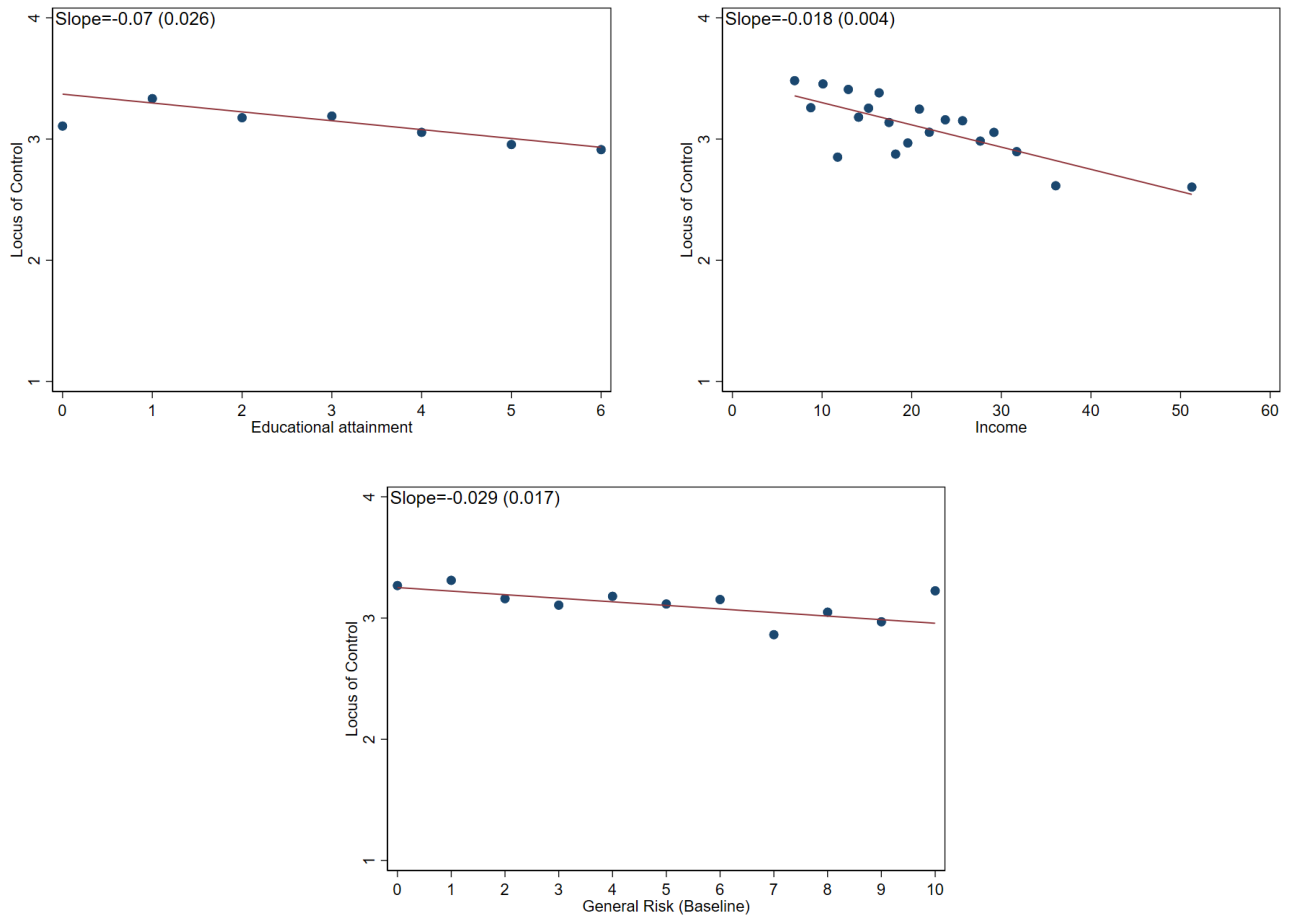 Slope=-0.07 (0.026)
4
3
2
1
Locus of Control
0 1 2 3 4 5 6
Educational attainment
Slope=-0.018 (0.004)
4
3
2
1
Locus of Control
0 10 20 30 40 50 60
Income
Slope=-0.029 (0.017)
4
3
2
1
Locus of Control
0 1 2 3 4 5 6 7 8 9 10
General Risk (Baseline)